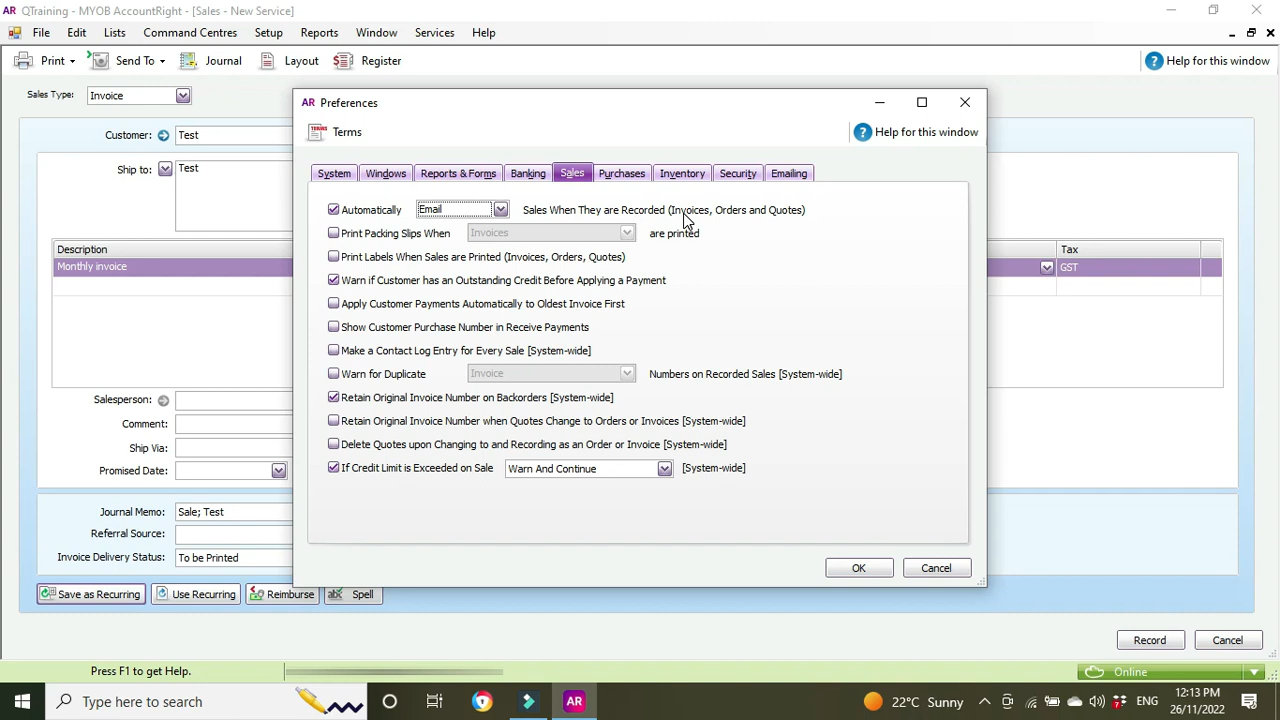 AR QTraining - MYOB AccountRight - [Sales - New Service]
File Edit Lists Command Centres Setup Reports Window Services Help
Print Send To Journal Layout Register Help for this window
Sales Type: Invoice
AR Preferences
Customer: Test
Terms Help for this window
Ship to: Test
System Windows Reports & Forms Banking Sales Purchases Inventory Security Emailing
Automatically Email Sales When They are Recorded (Invoices, Orders and Quotes)
Print Packing Slips When Invoices are printed
Description Tax
Print Labels When Sales are Printed (Invoices, Orders, Quotes)
Monthly invoice GST
Warn if Customer has an Outstanding Credit Before Applying a Payment
Apply Customer Payments Automatically to Oldest Invoice First
Show Customer Purchase Number in Receive Payments
Make a Contact Log Entry for Every Sale [System-wide]
Warn for Duplicate Invoice Numbers on Recorded Sales [System-wide]
Retain Original Invoice Number on Backorders [System-wide]
Salesperson:
Retain Original Invoice Number when Quotes Change to Orders or Invoices [System-wide]
Comment:
Delete Quotes upon Changing to and Recording as an Order or Invoice [System-wide]
Ship Via:
If Credit Limit is Exceeded on Sale Warn And Continue [System-wide]
Promised Date:
Journal Memo: Sale; Test
Referral Source:
Invoice Delivery Status: To be Printed
OK Cancel
Save as Recurring Use Recurring Reimburse Spell
Record Cancel
Press F1 to get Help. Online
Type here to search AR 22°C Sunny ENG 12:13 PM
26/11/2022